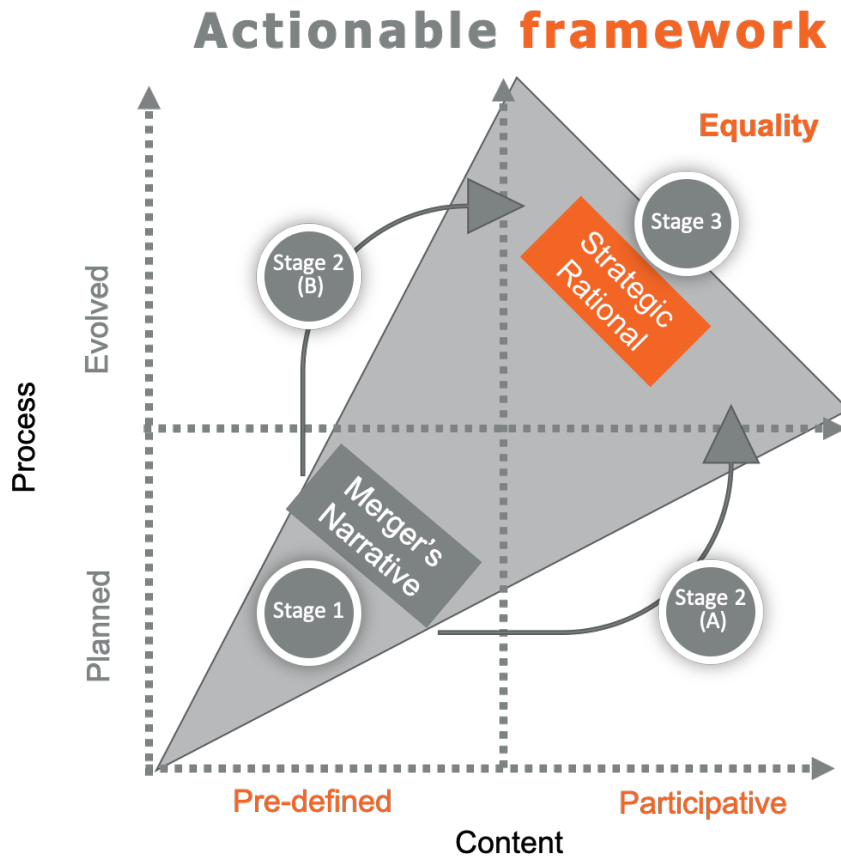 Actionable framework
Equality
Stage 3
Stage 2
(B)
Strategic
Rational
Evolved
Process
Merger's
Narrative
Stage 1
Stage 2
(A)
Planned
Pre-defined
Participative
Content